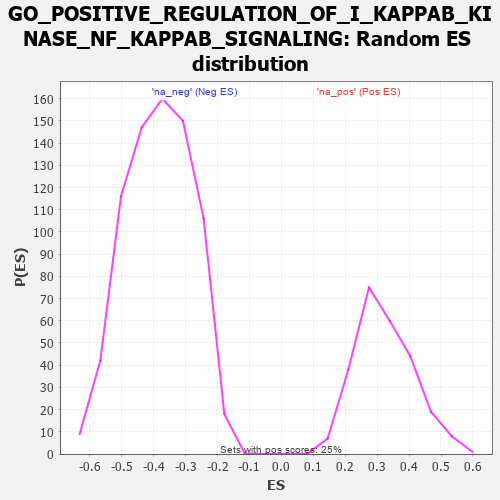 GO_POSITIVE_REGULATION_OF_I_KAPPAB_KI
NASE_NF_KAPPAB_SIGNALING: Random ES
distribution
'na_neg' (Neg ES) 'na_pos' (Pos ES)
160
150
140
130
120
110
100
90
80
70
60
50
40
30
20
10
0
P(ES)
Sets with pos scores: 25%
-0.6 -0.5 -0.4 -0.3 -0.2 -0.1 0.0 0.1 0.2 0.3 0.4 0.5 0.6
ES